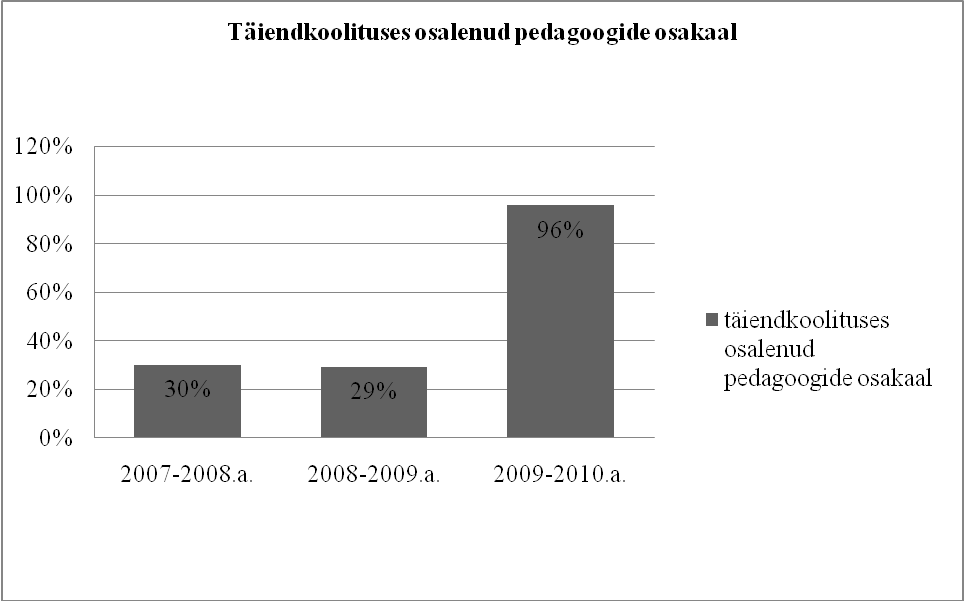 Täiendkoolituses osalenud pedagoogide osakaal
120%
100%
80%
60%
40%
20%
0%
30%
29%
96%
2007-2008.a.
2008-2009.a.
2009-2010.a.
täiendkoolituses
osalenud
pedagoogide osakaal